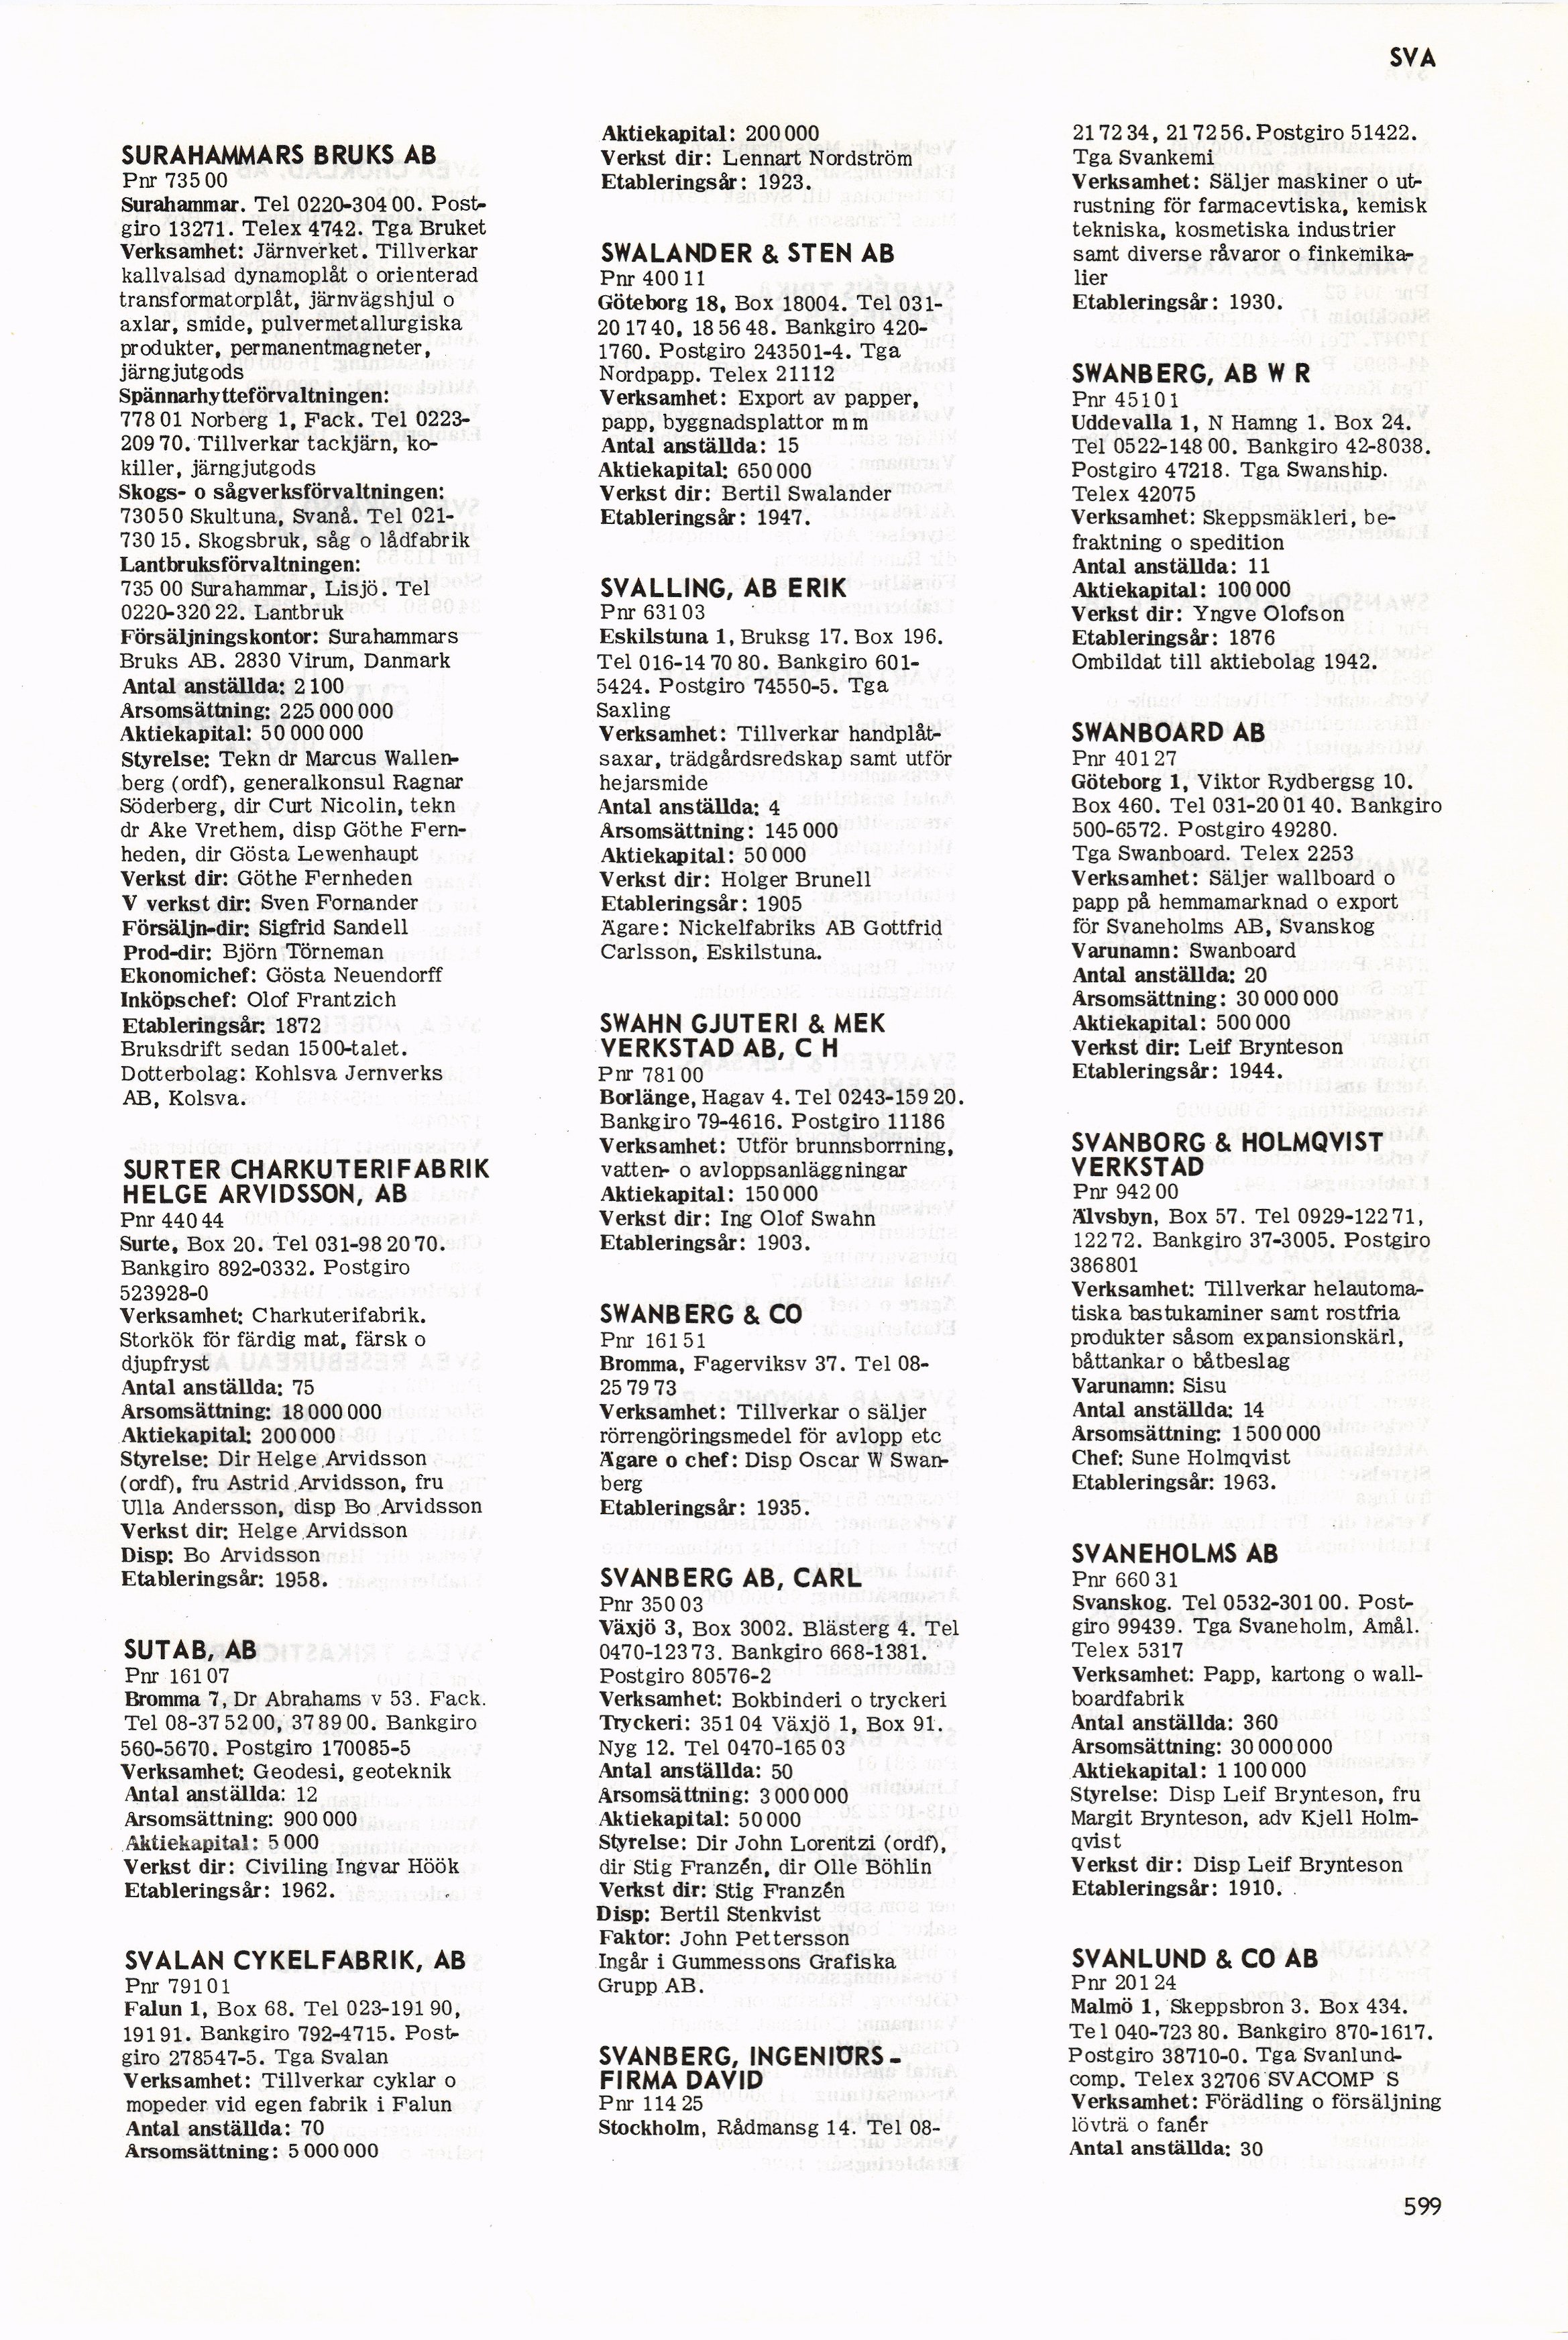 SVA
SURAHAMMARS BRUKS AB
Pnr 735 00
Surahammar. Tel 0220-304 00. Post-
giro 13271. Telex 4742. Tga Bruket
Verksamhet: Järnverket. Tillverkar
kallvalsad dynamoplåt o orienterad
transformatorplåt, järnvägshjul o
axlar, smide, pulvermetallurgiska
produkter, permanentmagneter,
järngjutgods
Spännarhytteförvaltningen:
778 01 Norberg 1, Fack. Tel 0223-
209 70. Tillverkar tackjärn, ko-
killer, järngjutgods
Skogs- o sågverksförvaltningen:
730 50 Skultuna, Svanå. Tel 021-
730 15. Skogsbruk, såg o lådfabrik
Lantbruksförvaltningen:
735 00 Surahammar, Lisjö. Tel
0220-320 22. Lantbruk
Försäljningskontor: Surahammars
Bruks AB. 2830 Virum, Danmark
Antal anställda: 2 100
Årsomsättning: 225 000 000
Aktiekapital: 50 000 000
Styrelse: Tekn dr Marcus Wallen-
berg (ordf), generalkonsul Ragnar
Söderberg, dir Curt Nicolin, tekn
dr Åke Vrethem, disp Göthe Fern-
heden, dir Gösta Lewenhaupt
Verkst dir: Göthe Fernheden
V verkst dir: Sven Fornander
Försäljn-dir: Sigfrid Sandell
Prod-dir: Björn Törneman
Ekonomichef: Gösta Neuendorff
Inköpschef: Olof Frantzich
Etableringsår: 1872
Bruksdrift sedan 1500-talet.
Dotterbolag: Kohlsva Jernverks
AB, Kolsva.
SURTER CHARKUTERIFABRIK
HELGE ARVIDSSON, AB
Pnr 440 44
Surte, Box 20. Tel 031-98 20 70.
Bankgiro 892-0332. Postgiro
523928-0
Verksamhet: Charkuterifabrik.
Storkök för färdig mat, färsk o
djupfryst
Antal anställda: 75
Årsomsättning: 18 000 000
Aktiekapital: 200 000
Styrelse: Dir Helge Arvidsson
(ordf), fru Astrid Arvidsson, fru
Ulla Andersson, disp Bo Arvidsson
Verkst dir: Helge Arvidsson
Disp: Bo Arvidsson
Etableringsår: 1958.
SUTAB, AB
Pnr 161 07
Bromma 7, Dr Abrahams v 53. Fack.
Tel 08-37 52 00, 37 89 00. Bankgiro
560-5670. Postgiro 170085-5
Verksamhet: Geodesi, geoteknik
Antal anställda: 12
Årsomsättning: 900 000
Aktiekapital: 5 000
Verkst dir: Civiling Ingvar Höök
Etableringsår: 1962.
SVALAN CYKELFABRIK, AB
Pnr 791 01
Falun 1, Box 68. Tel 023-191 90,
191 91. Bankgiro 792-4715. Post-
giro 278547-5. Tga Svalan
Verksamhet: Tillverkar cyklar o
mopeder vid egen fabrik i Falun
Antal anställda: 70
Årsomsättning: 5 000 000
Aktiekapital: 200 000
Verkst dir: Lennart Nordström
Etableringsår: 1923.
SWALANDER & STEN AB
Pnr 400 11
Göteborg 18, Box 18004. Tel 031-
20 17 40, 18 56 48. Bankgiro 420-
1760. Postgiro 243501-4. Tga
Nordpapp. Telex 21112
Verksamhet: Export av papper,
papp, byggnadsplattor m m
Antal anställda: 15
Aktiekapital: 650 000
Verkst dir: Bertil Swalander
Etableringsår: 1947.
SVALLING, AB ERIK
Pnr 631 03
Eskilstuna 1, Bruksg 17. Box 196.
Tel 016-14 70 80. Bankgiro 601-
5424. Postgiro 74550-5. Tga
Saxling
Verksamhet: Tillverkar handplåt-
saxar, trädgårdsredskap samt utför
hejarsmide
Antal anställda: 4
Årsomsättning: 145 000
Aktiekapital: 50 000
Verkst dir: Holger Brunell
Etableringsår: 1905
Ägare: Nickelfabriks AB Gottfrid
Carlsson, Eskilstuna.
SWAHN GJUTERI & MEK
VERKSTAD AB, C H
Pnr 781 00
Borlänge, Hagav 4. Tel 0243-159 20.
Bankgiro 79-4616. Postgiro 11186
Verksamhet: Utför brunnsborrning,
vatten- o avloppsanläggningar
Aktiekapital: 150 000
Verkst dir: Ing Olof Swahn
Etableringsår: 1903.
SWANBERG & CO
Pnr 161 51
Bromma, Fagerviksv 37. Tel 08-
25 79 73
Verksamhet: Tillverkar o säljer
rörrengöringsmedel för avlopp etc
Ägare o chef: Disp Oscar W Swan-
berg
Etableringsår: 1935.
SVANBERG AB, CARL
Pnr 350 03
Växjö 3, Box 3002. Blästerg 4. Tel
0470-123 73. Bankgiro 668-1381.
Postgiro 80576-2
Verksamhet: Bokbinderi o tryckeri
Tryckeri: 351 04 Växjö 1, Box 91.
Nyg 12. Tel 0470-165 03
Antal anställda: 50
Årsomsättning: 3 000 000
Aktiekapital: 50 000
Styrelse: Dir John Lorentzi (ordf),
dir Stig Franzén, dir Olle Böhlin
Verkst dir: Stig Franzén
Disp: Bertil Stenkvist
Faktor: John Pettersson
Ingår i Gummessons Grafiska
Grupp AB.
SVANBERG, INGENIÖRS-
FIRMA DAVID
Pnr 114 25
Stockholm, Rådmansg 14. Tel 08-
21 72 34, 21 72 56. Postgiro 51422.
Tga Svankemi
Verksamhet: Säljer maskiner o ut-
rustning för farmacevtiska, kemisk
tekniska, kosmetiska industrier
samt diverse råvaror o finkemika-
lier
Etableringsår: 1930.
SWANBERG, AB W R
Pnr 451 01
Uddevalla 1, N Hamng 1. Box 24.
Tel 0522-148 00. Bankgiro 42-8038.
Postgiro 47218. Tga Swanship.
Telex 42075
Verksamhet: Skeppsmäkleri, be-
fraktning o spedition
Antal anställda: 11
Aktiekapital: 100 000
Verkst dir: Yngve Olofson
Etableringsår: 1876
Ombildat till aktiebolag 1942.
SWANBOARD AB
Pnr 401 27
Göteborg 1, Viktor Rydbergsg 10.
Box 460. Tel 031-20 01 40. Bankgiro
500-6572. Postgiro 49280.
Tga Swanboard. Telex 2253
Verksamhet: Säljer wallboard o
papp på hemmamarknad o export
för Svaneholms AB, Svanskog
Varunamn: Swanboard
Antal anställda: 20
Årsomsättning: 30 000 000
Aktiekapital: 500 000
Verkst dir: Leif Brynteson
Etableringsår: 1944.
SVANBORG & HOLMQVIST
VERKSTAD
Pnr 942 00
Älvsbyn, Box 57. Tel 0929-122 71,
122 72. Bankgiro 37-3005. Postgiro
386801
Verksamhet: Tillverkar helautoma-
tiska bastukaminer samt rostfria
produkter såsom expansionskärl,
båttankar o båtbeslag
Varunamn: Sisu
Antal anställda: 14
Årsomsättning: 1 500 000
Chef: Sune Holmqvist
Etableringsår: 1963.
SVANEHOLMS AB
Pnr 660 31
Svanskog. Tel 0532-301 00. Post-
giro 99439. Tga Svaneholm, Åmål.
Telex 5317
Verksamhet: Papp, kartong o wall-
boardfabrik
Antal anställda: 360
Årsomsättning: 30 000 000
Aktiekapital: 1 100 000
Styrelse: Disp Leif Brynteson, fru
Margit Brynteson, adv Kjell Holm-
qvist
Verkst dir: Disp Leif Brynteson
Etableringsår: 1910.
SVANLUND & CO AB
Pnr 201 24
Malmö 1, Skeppsbron 3. Box 434.
Tel 040-723 80. Bankgiro 870-1617.
Postgiro 38710-0. Tga Svanlund-
comp. Telex 32706 SVACOMP S
Verksamhet: Förädling o försäljning
lövträ o fanér
Antal anställda: 30
599